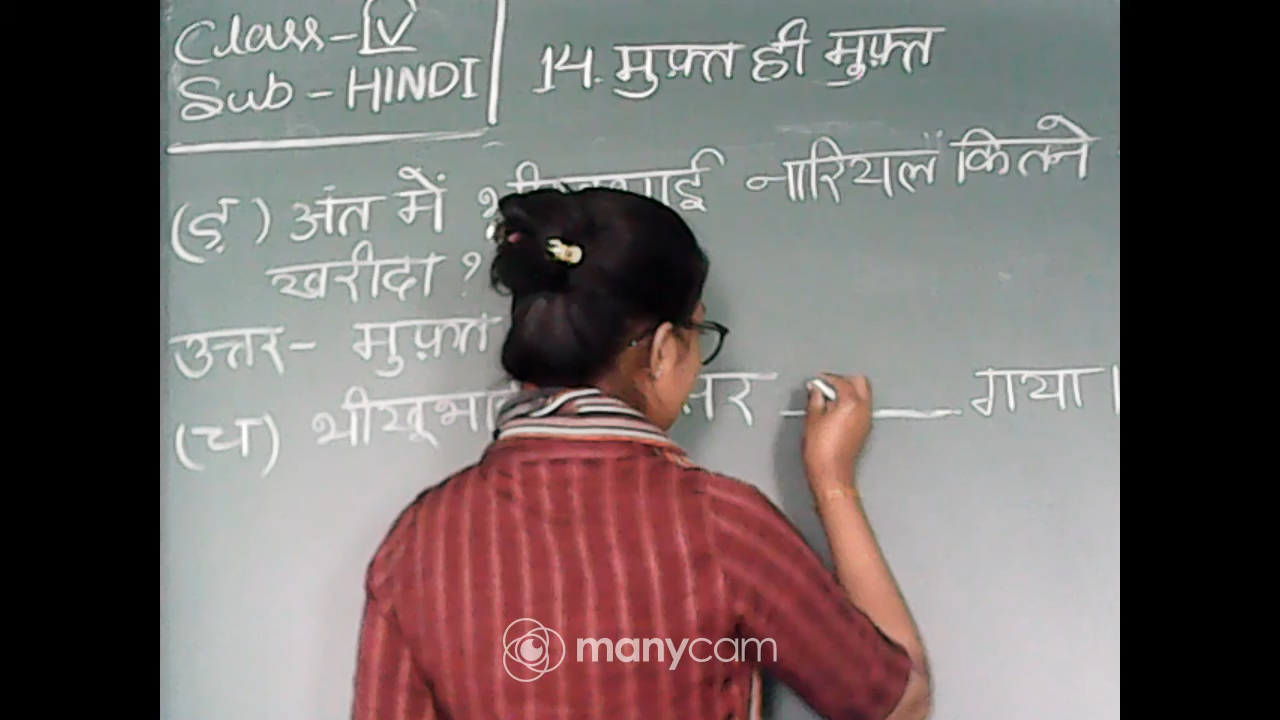 Class-IV
Sub-HINDI
14. मुफ़्त ही मुफ़्त
(ड़) अंत में नारियल कितने
खरीदा ?
उत्तर- मुफ़्त
(च) भीखूभाई गया।
manycam